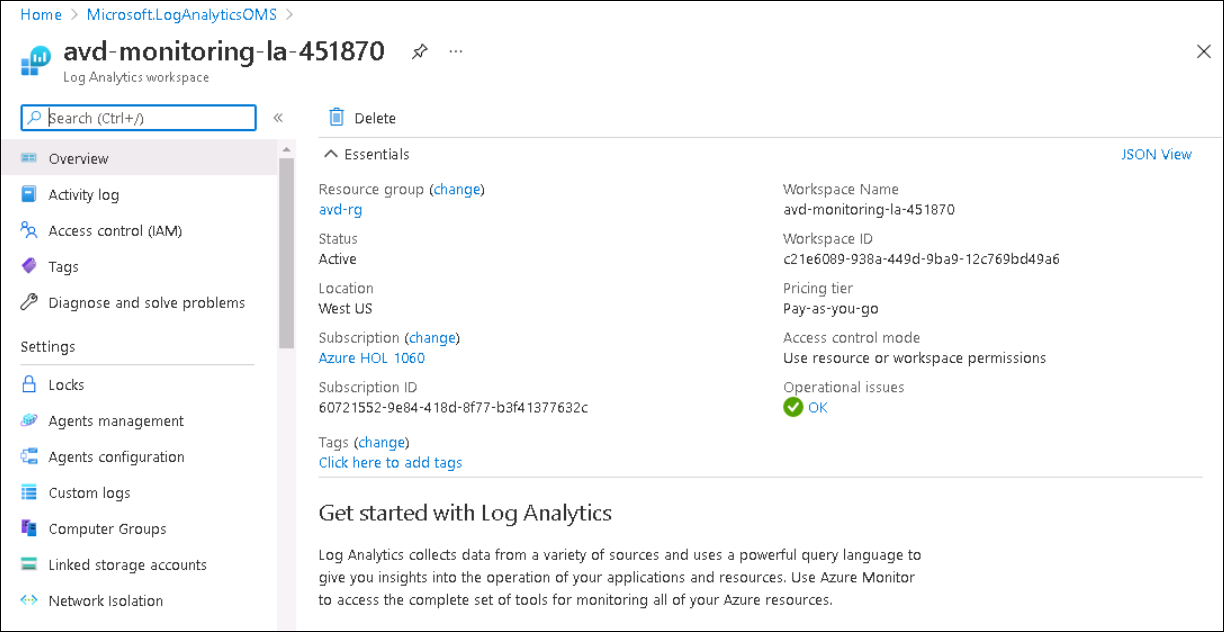 Home > Microsoft.LogAnalyticsOMS >
avd-monitoring-la-451870
Log Analytics workspace
Search (Ctrl+/)
«
Overview
Activity log
Access control (IAM)
Tags
Diagnose and solve problems
Settings
Locks
Agents management
Agents configuration
Custom logs
Computer Groups
Linked storage accounts
Network Isolation
Delete
Essentials
JSON View
Resource group (change)
avd-rg
Status
Active
Location
West US
Subscription (change)
Azure HOL 1060
Subscription ID
60721552-9e84-418d-8f77-b3f41377632c
Tags (change)
Click here to add tags
Workspace Name
avd-monitoring-la-451870
Workspace ID
c21e6089-938a-449d-9ba9-12c769bd49a6
Pricing tier
Pay-as-you-go
Access control mode
Use resource or workspace permissions
Operational issues
OK
Get started with Log Analytics
Log Analytics collects data from a variety of sources and uses a powerful query language to
give you insights into the operation of your applications and resources. Use Azure Monitor
to access the complete set of tools for monitoring all of your Azure resources.